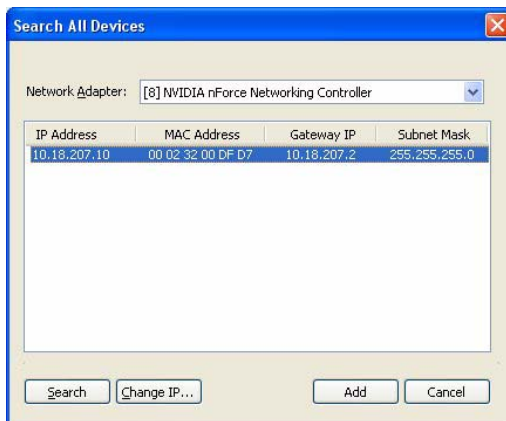 Search All Devices
Network Adapter: [8] NVIDIA nForce Networking Controller
IP Address MAC Address Gateway IP Subnet Mask
10.18.207.10 00 02 32 00 DF D7 10.18.207.2 255.255.255.0
Search Change IP... Add Cancel